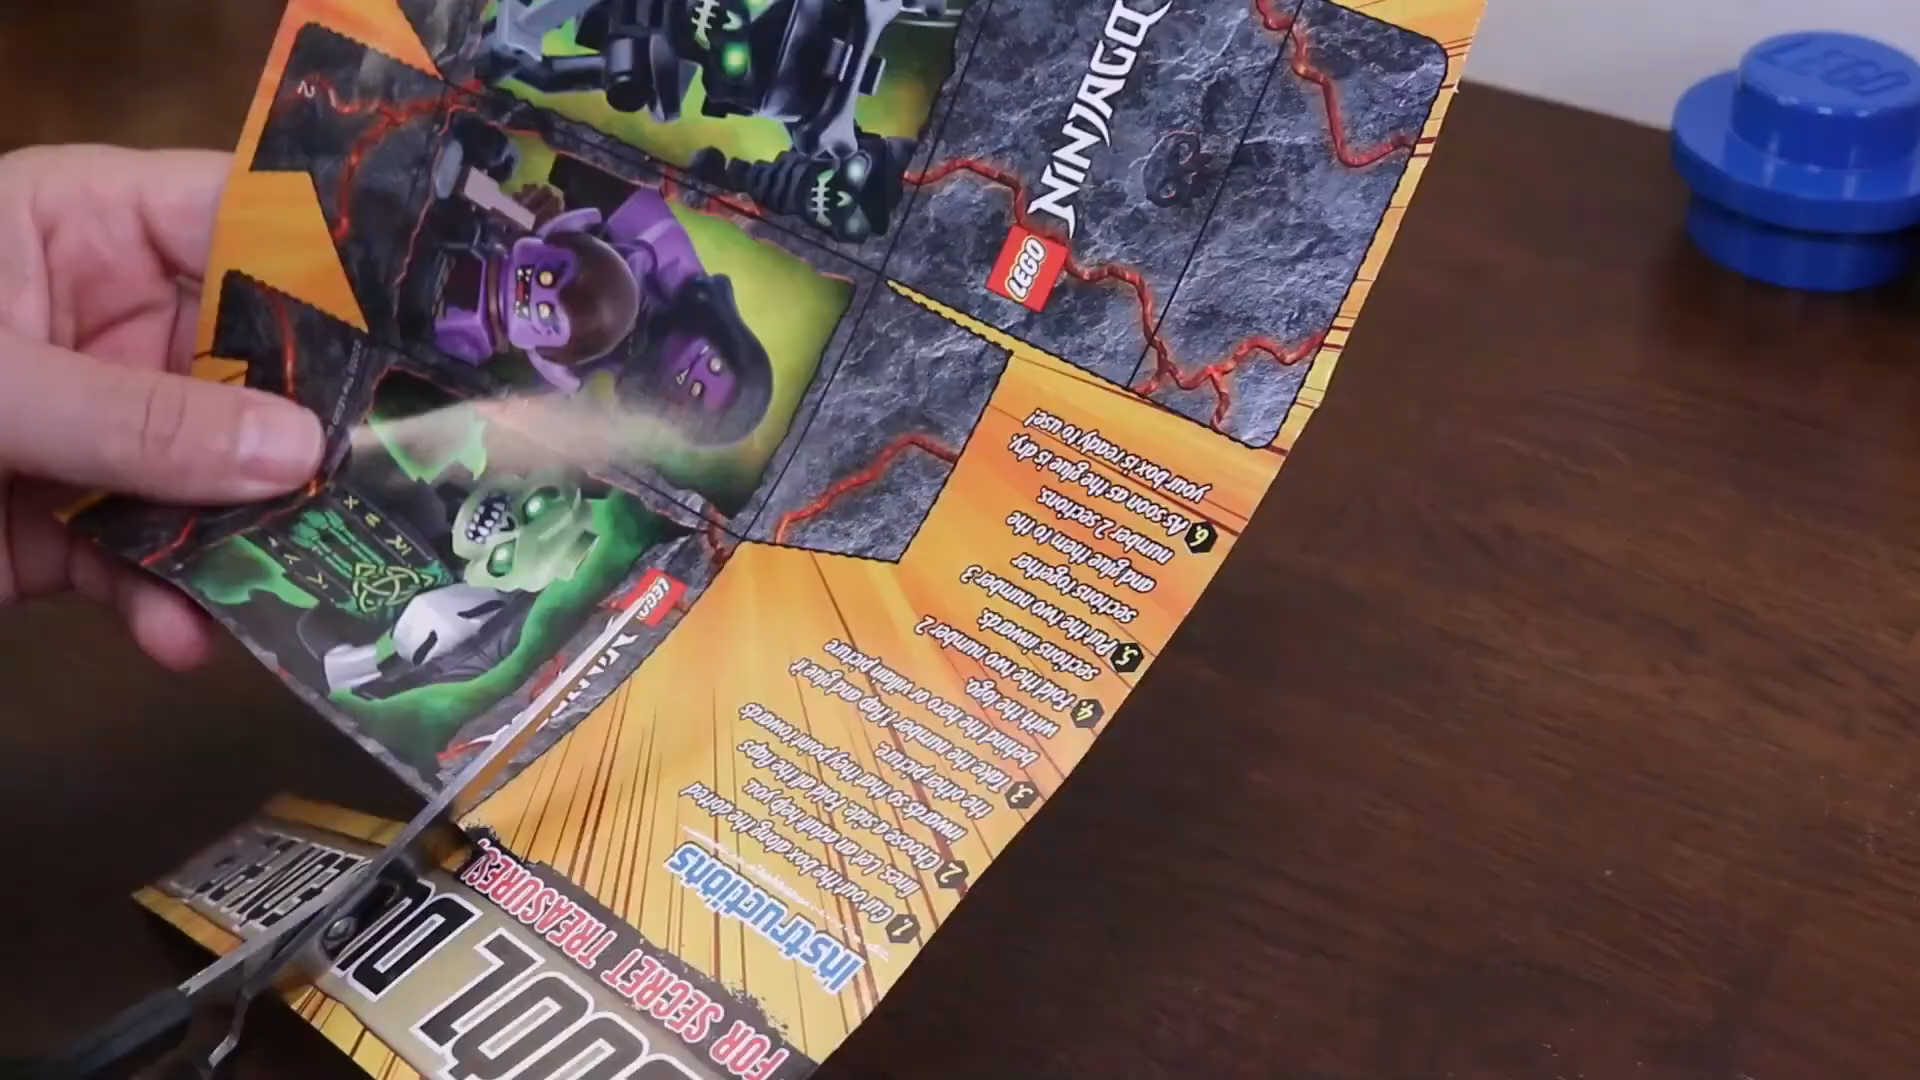 NINJAGO
LEGO
2
LEGO
FOR SECRET TREASURES!
Instructions
1. Cut out the box along the dotted
lines. Let an adult help you.
2. Choose a side. Fold all the flaps
inwards so that they point towards
the other picture.
3. Take the number 1 flap and glue it
behind the hero or villain picture
with the logo.
4. Fold the two number 2
sections inwards.
5. Pull the two number 3
sections together
and glue them to the
number 2 sections.
6. As soon as the glue is dry,
your box is ready to use!
LEGO